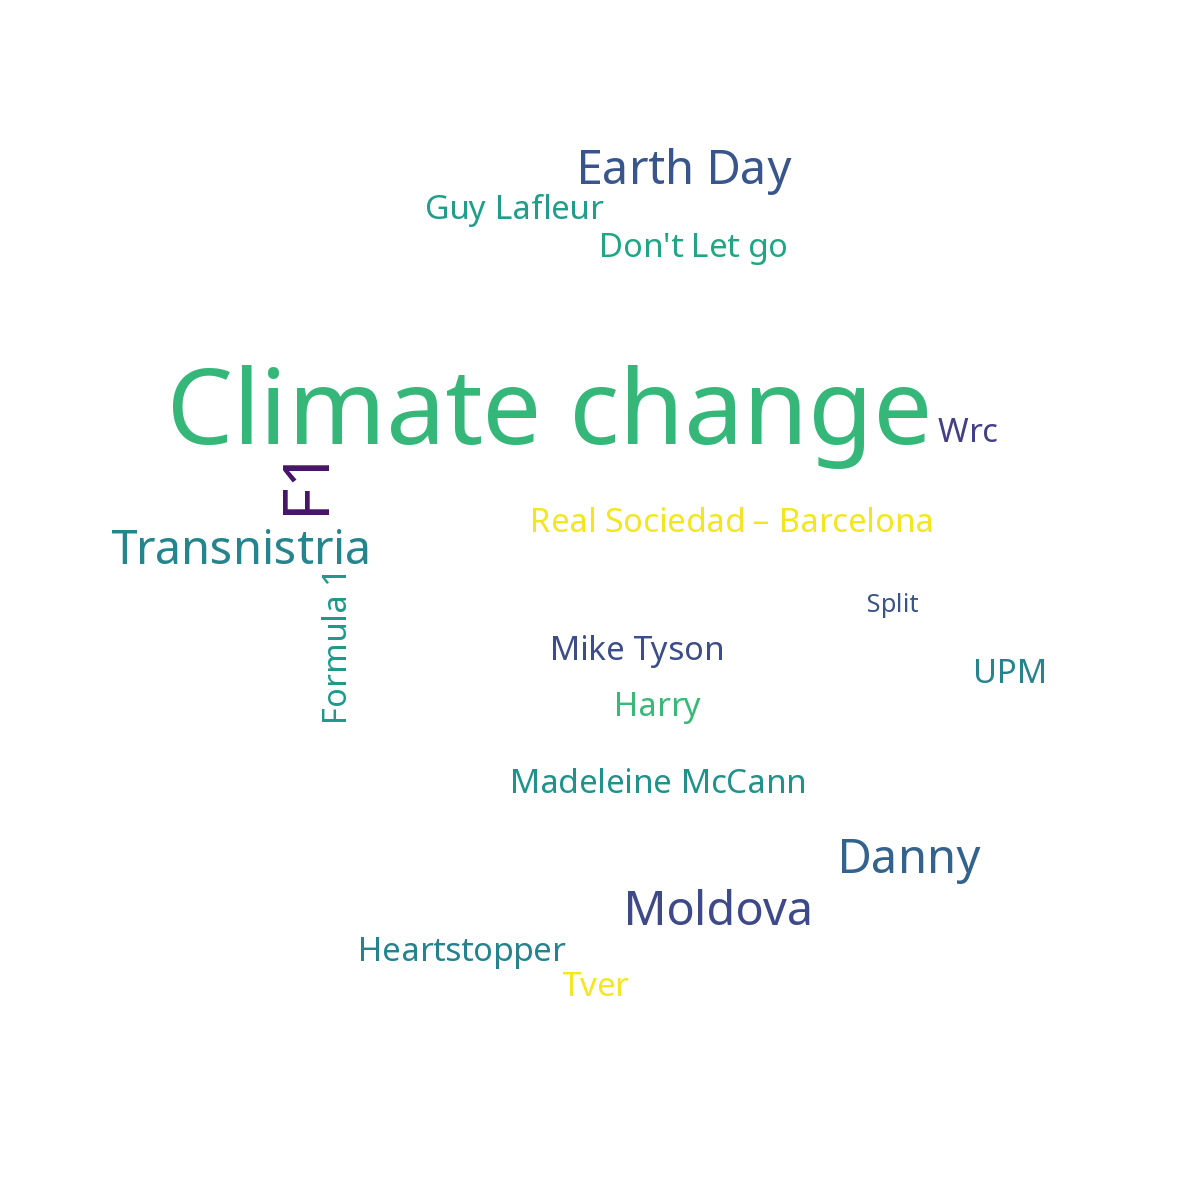 Earth Day
Guy Lafleur
Don't Let go
Climate change
Wrc
F1
Real Sociedad – Barcelona
Transnistria
Formula 1
Split
Mike Tyson
UPM
Harry
Madeleine McCann
Danny
Moldova
Heartstopper
Tver